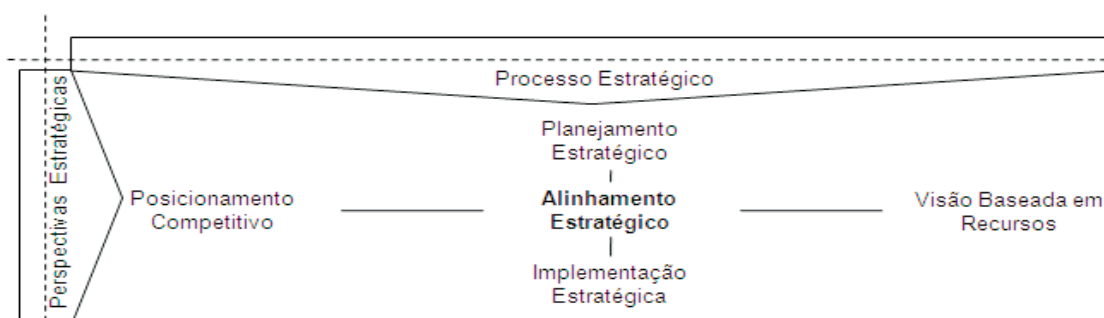 Processo Estratégico
Perspectivas Estratégicas
Planejamento
Estratégico
Posicionamento
Competitivo
Alinhamento
Estratégico
Visão Baseada em
Recursos
Implementação
Estratégica